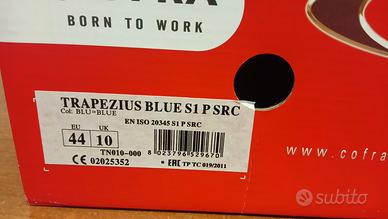 BORN TO WORK
TRAPEZIUS BLUE S1 P SRC
Col: BLU=BLUE
EN ISO 20345 S1 P SRC
EU UK
44 10
TN010-000
8 023796 529670
CE 02025352
EAC TP TC 019/2011
www.cofra
subito